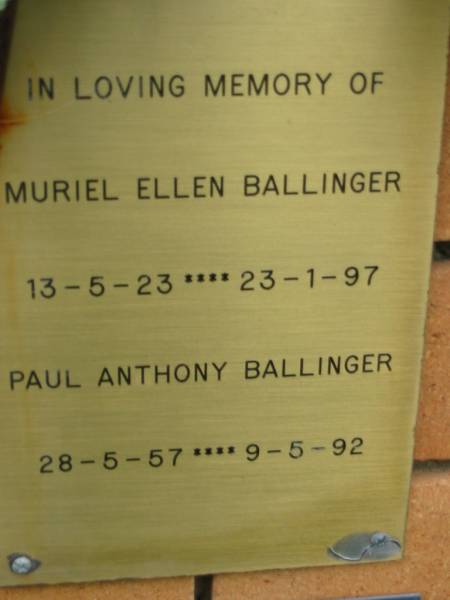 IN LOVING MEMORY OF
MURIEL ELLEN BALLINGER
13-5-23 **** 23-1-97
PAUL ANTHONY BALLINGER
28-5-57 **** 9-5-92